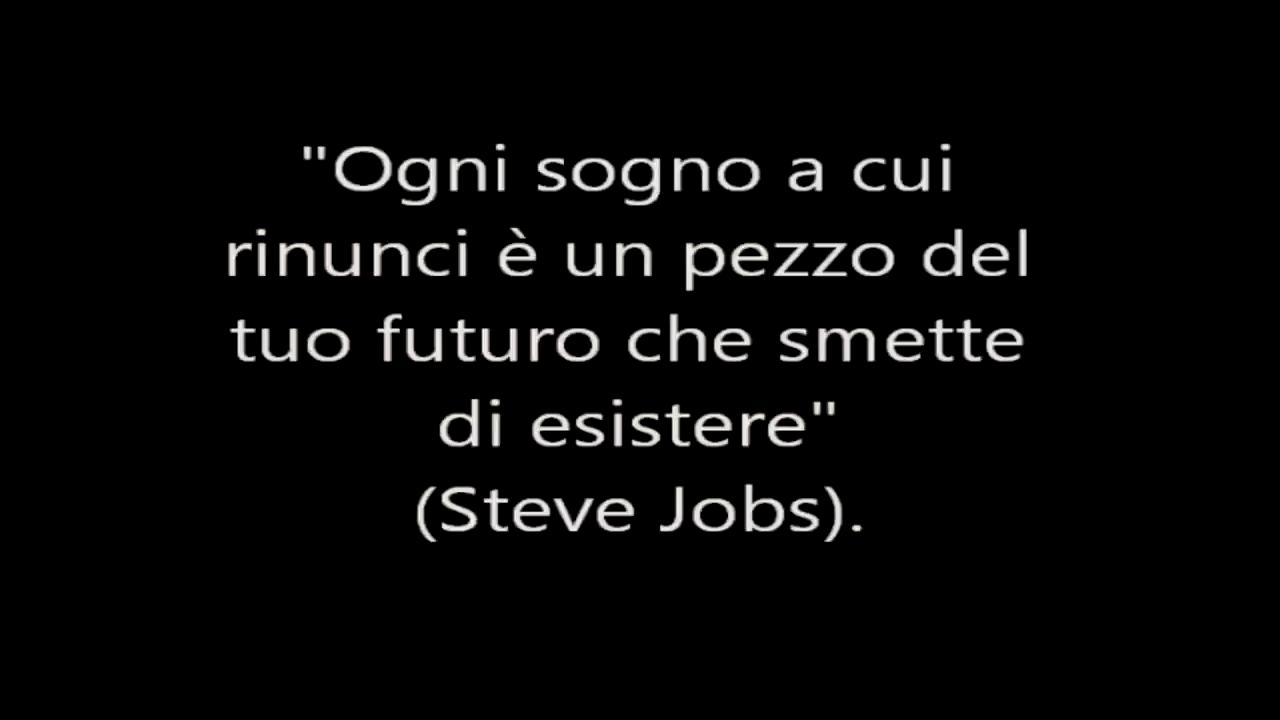 "Ogni sogno a cui
rinunci è un pezzo del
tuo futuro che smette
di esistere"
(Steve Jobs).